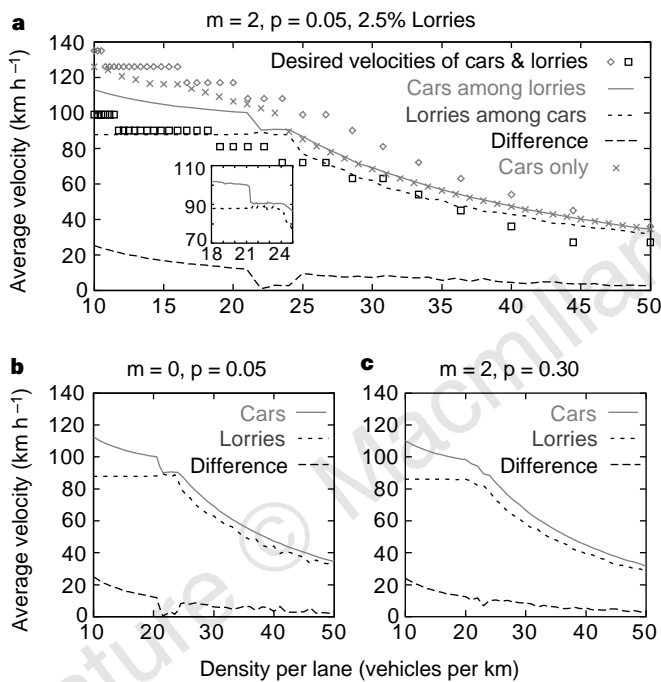 m = 2, p = 0.05, 2.5% Lorries
a
Average velocity (km h⁻¹)
140
120
100
80
60
40
20
0
Desired velocities of cars & lorries
Cars among lorries
Lorries among cars
Difference
Cars only
110
90
70
18 21 24
10 15 20 25 30 35 40 45 50
b
m = 0, p = 0.05
Average velocity (km h⁻¹)
140
120
100
80
60
40
20
0
Cars
Lorries
Difference
10 20 30 40 50
c
m = 2, p = 0.30
140
120
100
80
60
40
20
0
Cars
Lorries
Difference
10 20 30 40 50
Density per lane (vehicles per km)
ature © Macmillan